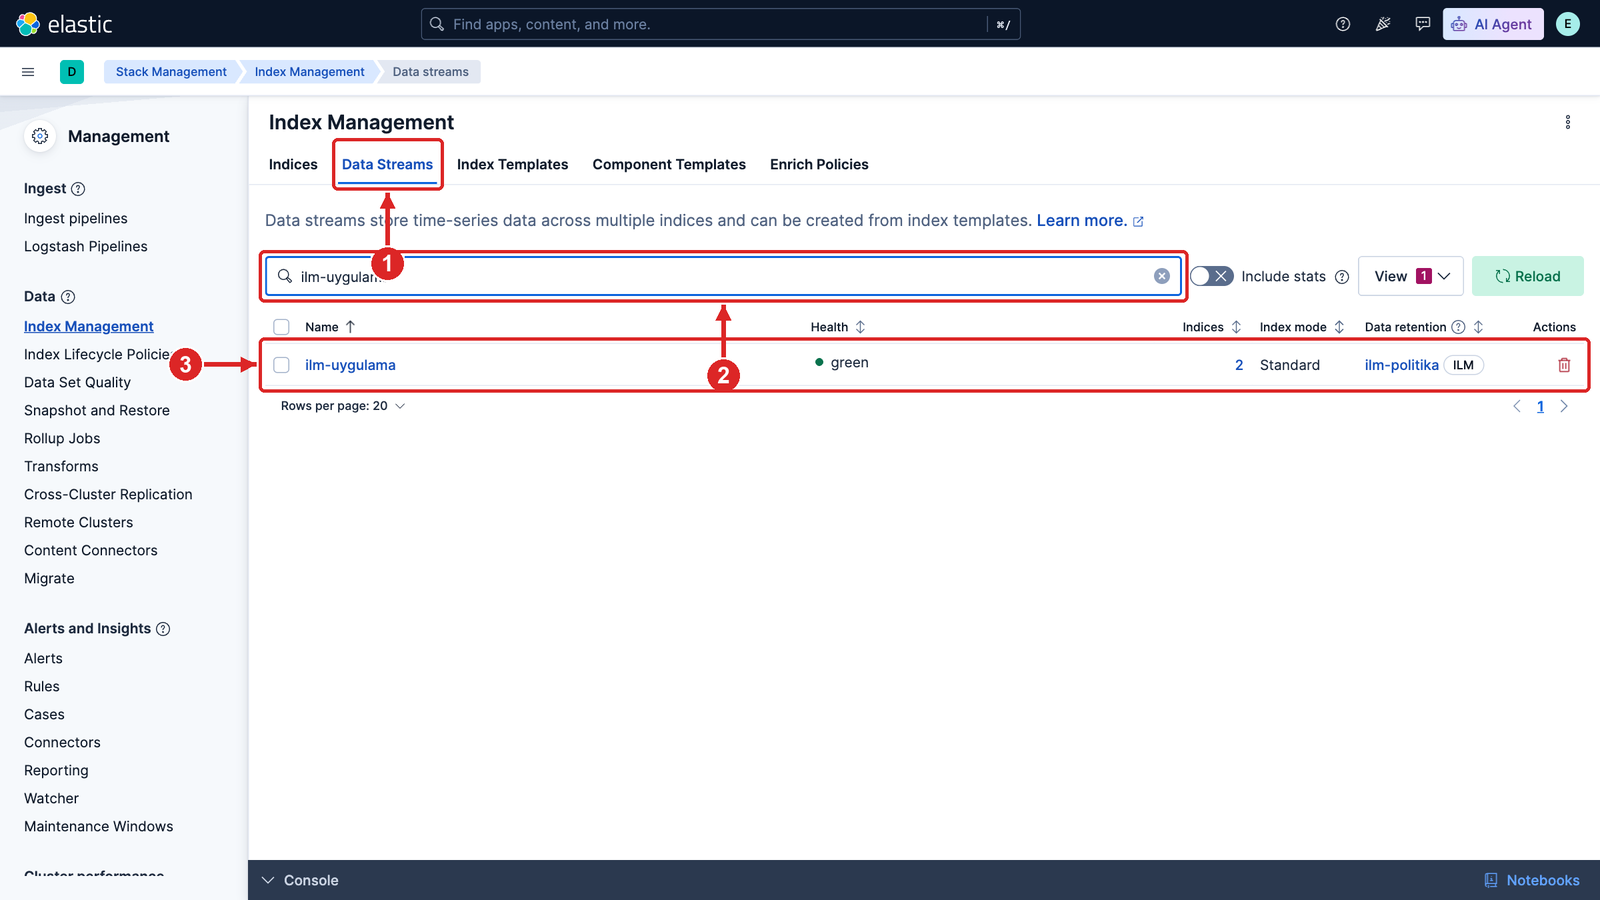 elastic
Find apps, content, and more.
⌘/
AI Agent
E
D
Stack Management
Index Management
Data streams
Management
Ingest
Ingest pipelines
Logstash Pipelines
Data
Index Management
Index Lifecycle Policie
Data Set Quality
Snapshot and Restore
Rollup Jobs
Transforms
Cross-Cluster Replication
Remote Clusters
Content Connectors
Migrate
Alerts and Insights
Alerts
Rules
Cases
Connectors
Reporting
Watcher
Maintenance Windows
Cluster performance
Index Management
Indices
Data Streams
Index Templates
Component Templates
Enrich Policies
Data streams store time-series data across multiple indices and can be created from index templates. Learn more.
1
ilm-uygulam
Include stats
View 1
Reload
Name
Health
Indices
Index mode
Data retention
Actions
2
3
ilm-uygulama
green
2
Standard
ilm-politika
ILM
Rows per page: 20
1
Console
Notebooks